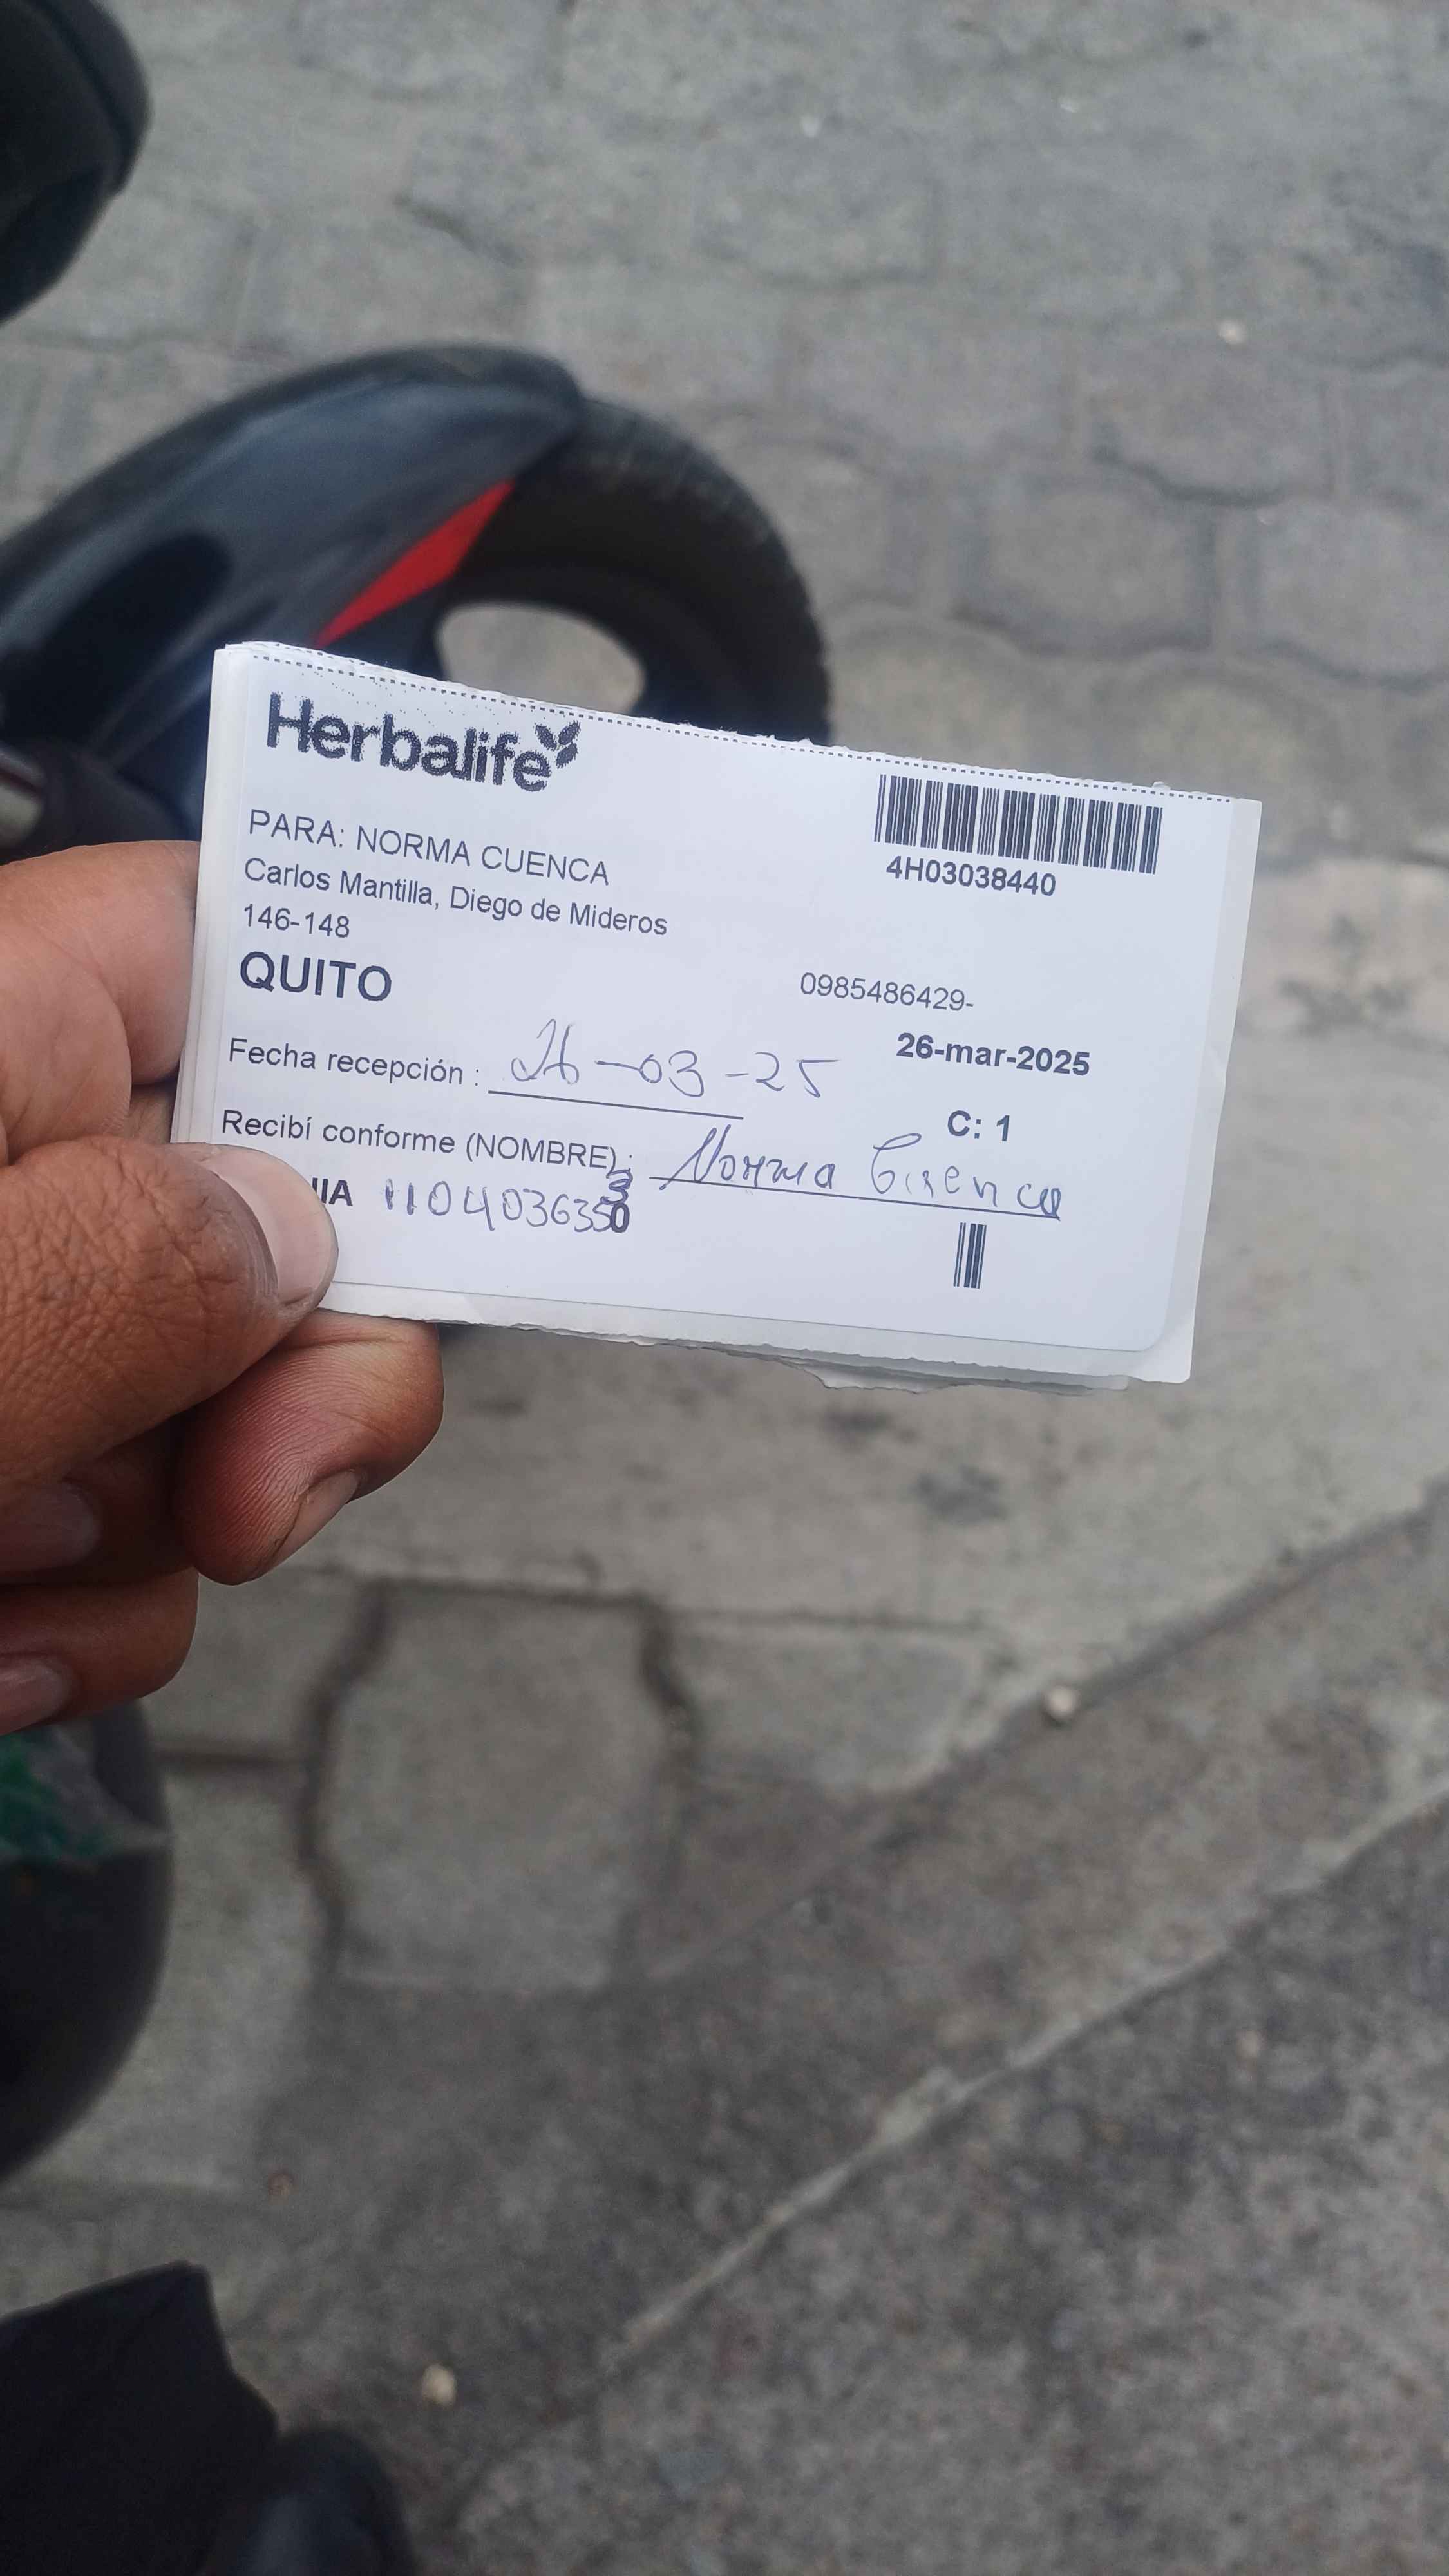 Herbalife
4H03038440
PARA: NORMA CUENCA
Carlos Mantilla, Diego de Mideros
146-148
QUITO
0985486429-
26-mar-2025
Fecha recepción : 26-03-25
C: 1
Recibí conforme (NOMBRE) : Norma Cuenca